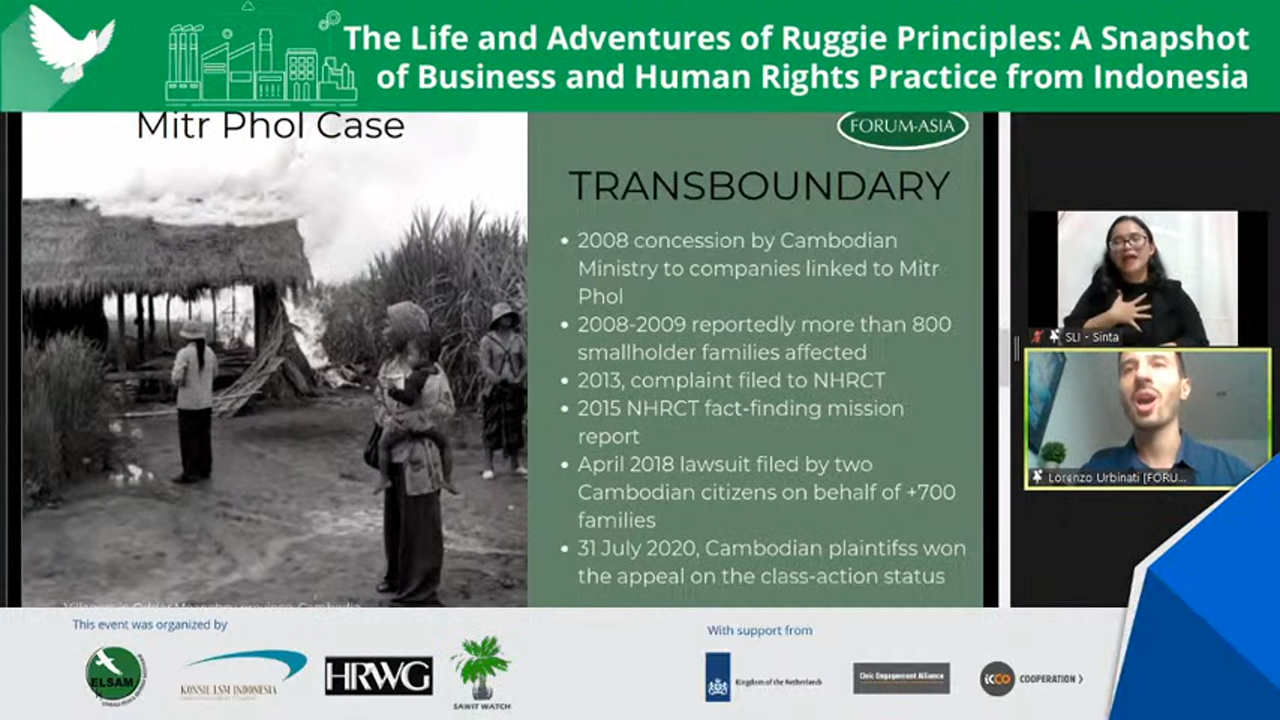 The Life and Adventures of Ruggie Principles: A Snapshot
of Business and Human Rights Practice from Indonesia
Mitr Phol Case
FORUM-ASIA
TRANSBOUNDARY
• 2008 concession by Cambodian
Ministry to companies linked to Mitr
Phol
• 2008-2009 reportedly more than 800
smallholder families affected
• 2013, complaint filed to NHRCT
• 2015 NHRCT fact-finding mission
report
• April 2018 lawsuit filed by two
Cambodian citizens on behalf of +700
families
• 31 July 2020, Cambodian plaintifss won
the appeal on the class-action status
SLI - Sinta
Lorenzo Urbinati [FORU...
This event was organized by
ELSAM
KONSIL LSM INDONESIA
HRWG
SAWIT WATCH
With support from
Kingdom of the Netherlands
Civic Engagement Alliance
icco COOPERATION